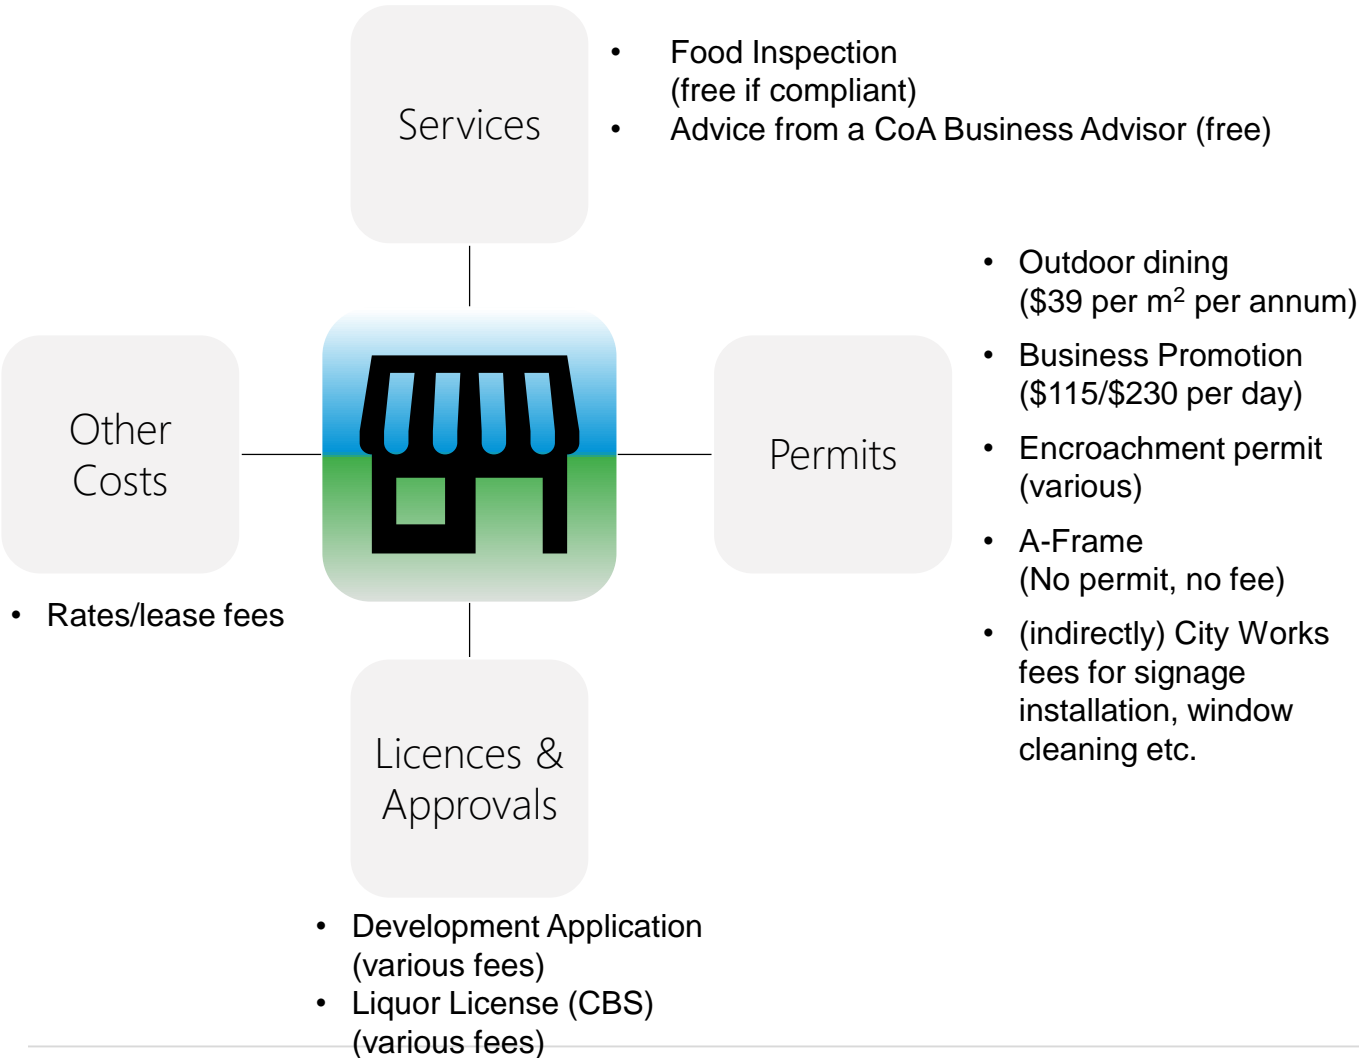 Services
• Food Inspection
(free if compliant)
• Advice from a CoA Business Advisor (free)
Other
Costs
• Rates/lease fees
Permits
• Outdoor dining
($39 per m² per annum)
• Business Promotion
($115/$230 per day)
• Encroachment permit
(various)
• A-Frame
(No permit, no fee)
• (indirectly) City Works
fees for signage
installation, window
cleaning etc.
Licences &
Approvals
• Development Application
(various fees)
• Liquor License (CBS)
(various fees)